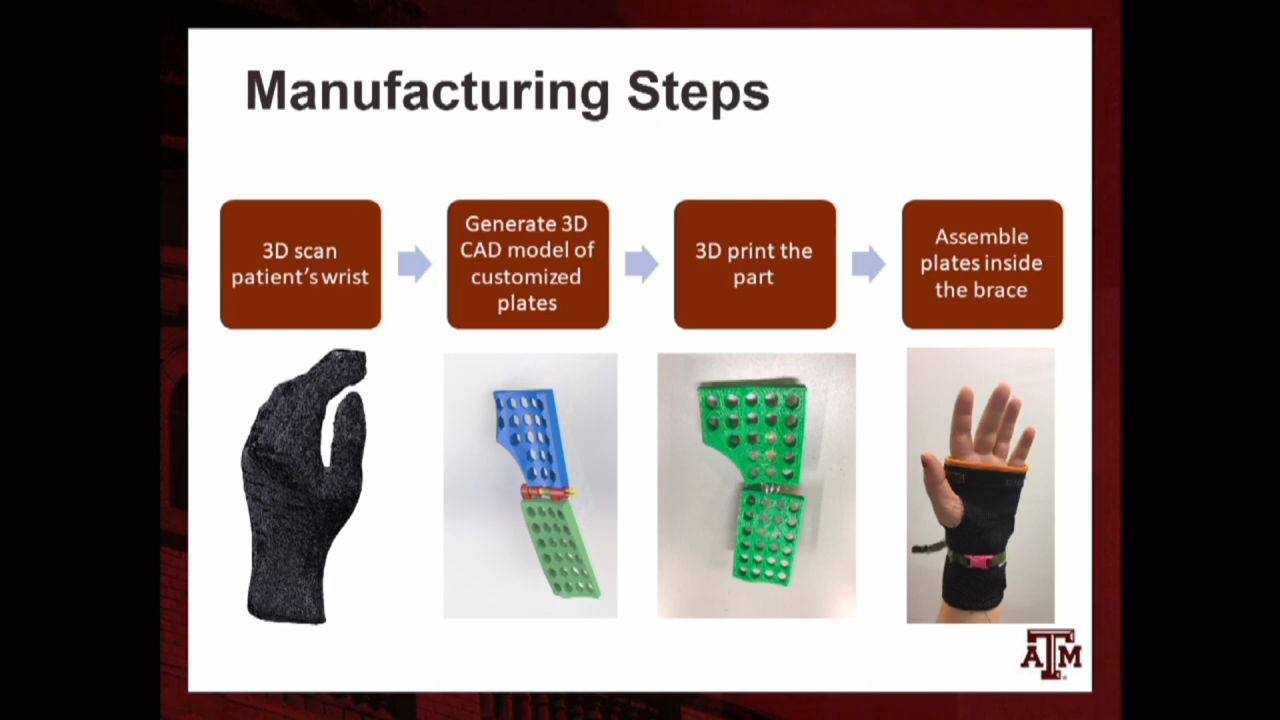 Manufacturing Steps
3D scan
patient's wrist
Generate 3D
CAD model of
customized
plates
3D print the
part
Assemble
plates inside
the brace
ATM